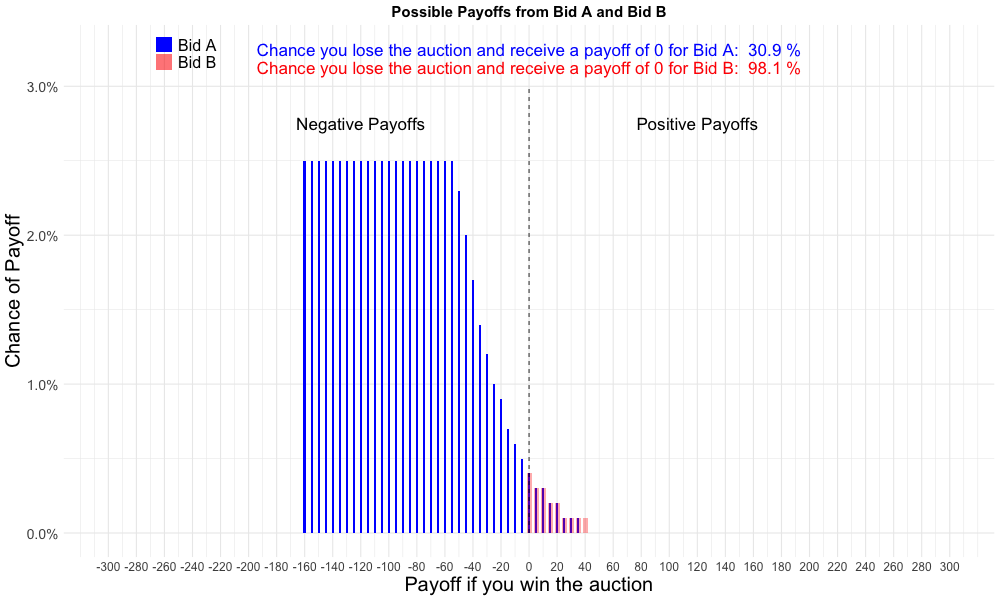 Possible Payoffs from Bid A and Bid B
Bid A
Bid B
Chance you lose the auction and receive a payoff of 0 for Bid A:  30.9 %
Chance you lose the auction and receive a payoff of 0 for Bid B:  98.1 %
Negative Payoffs
Positive Payoffs
Chance of Payoff
3.0%
2.0%
1.0%
0.0%
-300 -280 -260 -240 -220 -200 -180 -160 -140 -120 -100 -80 -60 -40 -20 0 20 40 60 80 100 120 140 160 180 200 220 240 260 280 300
Payoff if you win the auction